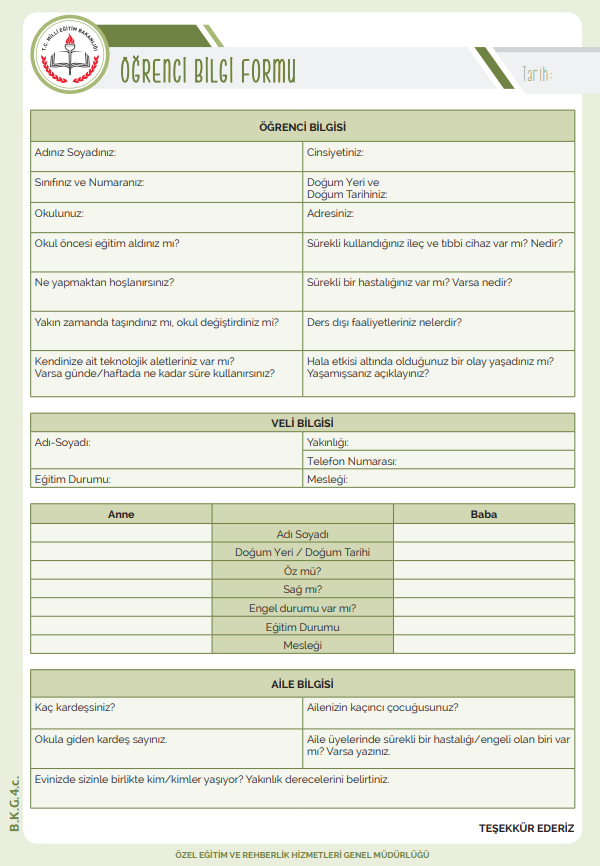 T.C. MİLLÎ EĞİTİM BAKANLIĞI
ÖĞRENCİ BİLGİ FORMU
Tarih:
ÖĞRENCİ BİLGİSİ
Adınız Soyadınız:
Cinsiyetiniz:
Sınıfınız ve Numaranız:
Doğum Yeri ve
Doğum Tarihiniz:
Okulunuz:
Adresiniz:
Okul öncesi eğitim aldınız mı?
Sürekli kullandığınız ileç ve tıbbi cihaz var mı? Nedir?
Ne yapmaktan hoşlanırsınız?
Sürekli bir hastalığınız var mı? Varsa nedir?
Yakın zamanda taşındınız mı, okul değiştirdiniz mi?
Ders dışı faaliyetleriniz nelerdir?
Kendinize ait teknolojik aletleriniz var mı?
Varsa günde/haftada ne kadar süre kullanırsınız?
Hala etkisi altında olduğunuz bir olay yaşadınız mı?
Yaşamışsanız açıklayınız?
VELİ BİLGİSİ
Adı-Soyadı:
Yakınlığı:
Telefon Numarası:
Eğitim Durumu:
Mesleği:
Anne
Baba
Adı Soyadı
Doğum Yeri / Doğum Tarihi
Öz mü?
Sağ mı?
Engel durumu var mı?
Eğitim Durumu
Mesleği
AİLE BİLGİSİ
Kaç kardeşsiniz?
Ailenizin kaçıncı çocuğusunuz?
Okula giden kardeş sayınız.
Aile üyelerinde sürekli bir hastalığı/engeli olan biri var
mı? Varsa yazınız.
Evinizde sizinle birlikte kim/kimler yaşıyor? Yakınlık derecelerini belirtiniz.
B.K.G.4.c.
TEŞEKKÜR EDERİZ
ÖZEL EĞİTİM VE REHBERLİK HİZMETLERİ GENEL MÜDÜRLÜĞÜ